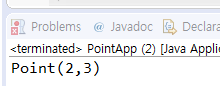 Problems @ Javadoc Declara
<terminated> PointApp (2) [Java Applic
Point(2,3)